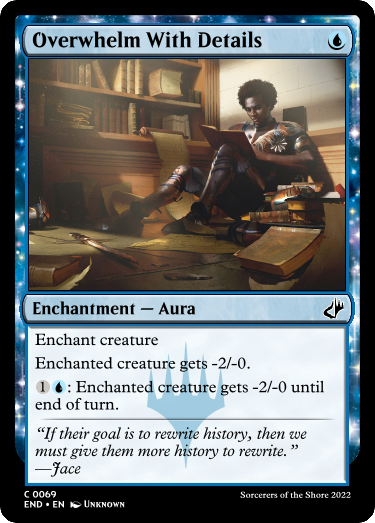 Overwhelm With Details
Enchantment — Aura
Enchant creature
Enchanted creature gets -2/-0.
1 : Enchanted creature gets -2/-0 until
end of turn.
“If their goal is to rewrite history, then we
must give them more history to rewrite.”
—Jace
C 0069
END • EN Unknown
Sorcerers of the Shore 2022